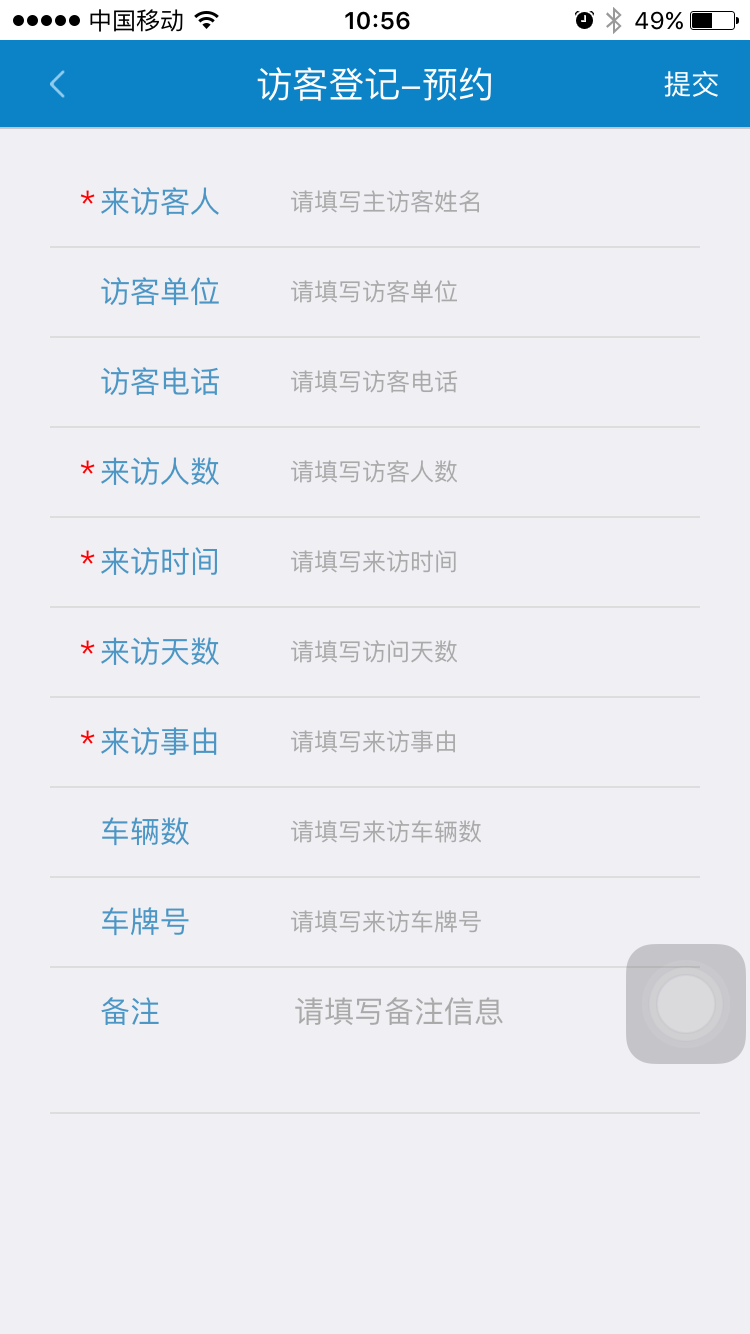 中国移动 10:56 49%
访客登记–预约 提交
*来访客人 请填写主访客姓名
访客单位 请填写访客单位
访客电话 请填写访客电话
*来访人数 请填写访客人数
*来访时间 请填写来访时间
*来访天数 请填写访问天数
*来访事由 请填写来访事由
车辆数 请填写来访车辆数
车牌号 请填写来访车牌号
备注 请填写备注信息